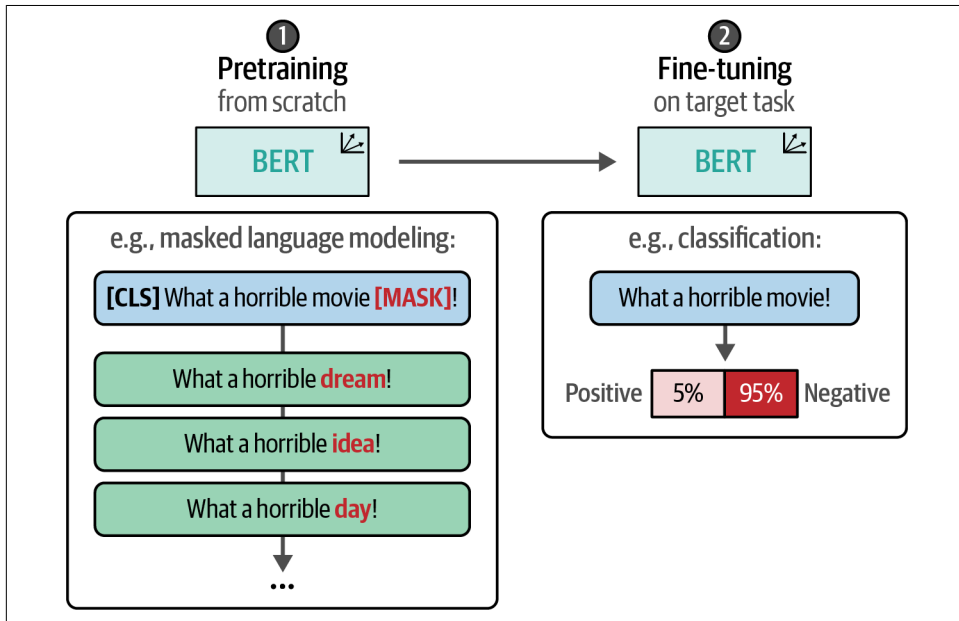 1
Pretraining
from scratch
BERT
e.g., masked language modeling:
[CLS] What a horrible movie [MASK]!
What a horrible dream!
What a horrible idea!
What a horrible day!
...
2
Fine-tuning
on target task
BERT
e.g., classification:
What a horrible movie!
Positive 5% 95% Negative